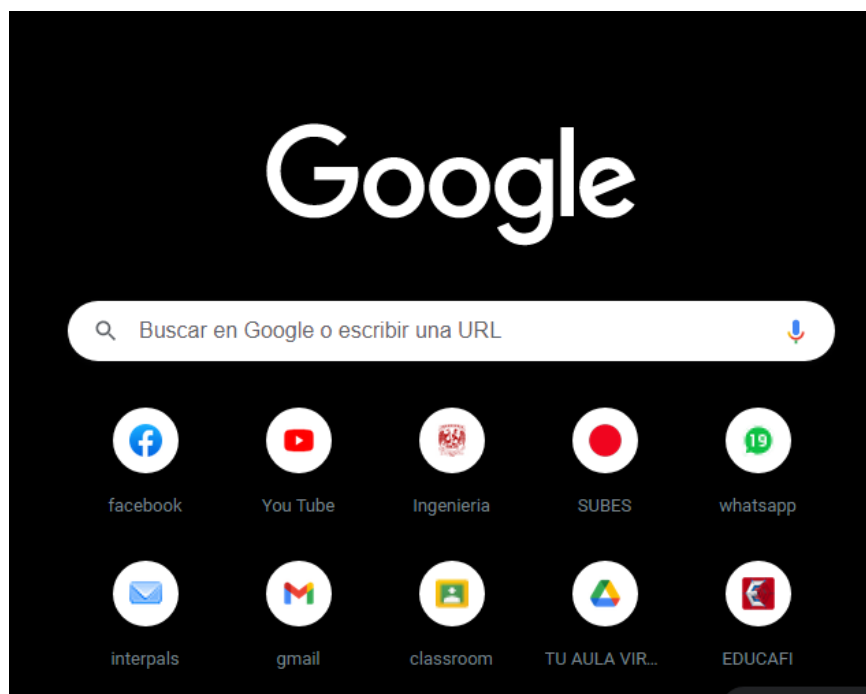 Google
Buscar en Google o escribir una URL
19
facebook You Tube Ingenieria SUBES whatsapp
interpals gmail classroom TU AULA VIR... EDUCAFI